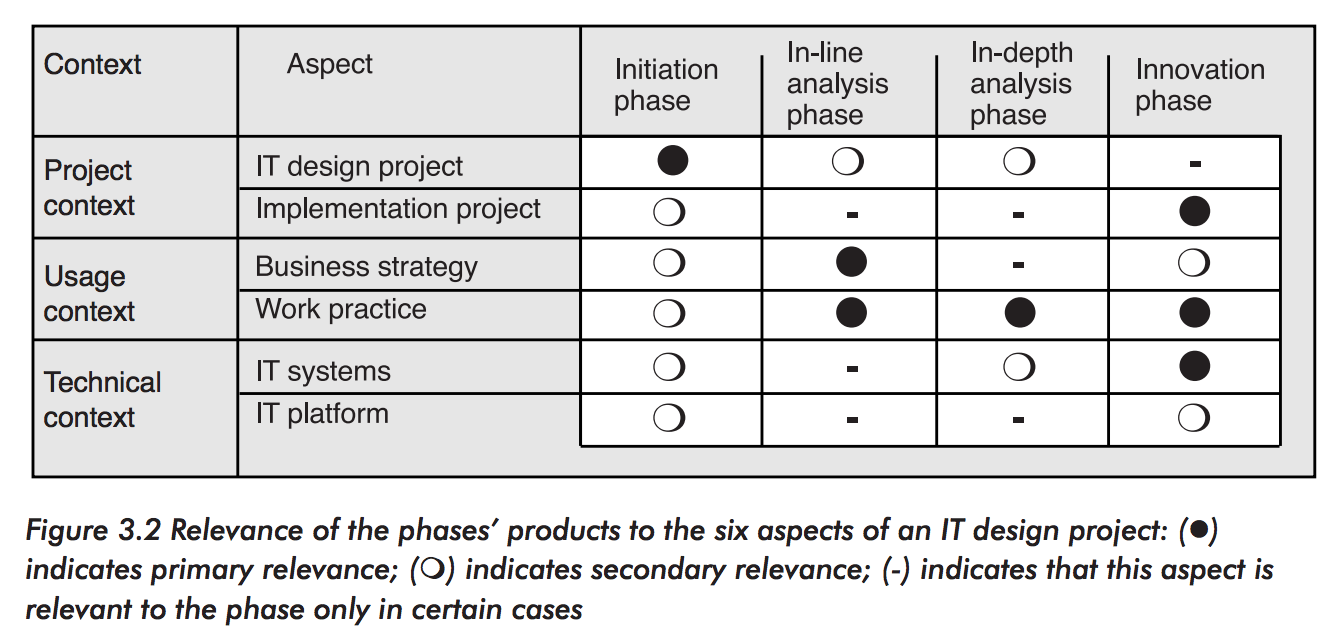 Context Aspect Initiation phase In-line analysis phase In-depth analysis phase Innovation phase
Project context
IT design project ● ❍ ❍ -
Implementation project ❍ - - ●
Usage context
Business strategy ❍ ● - ❍
Work practice ❍ ● ● ●
Technical context
IT systems ❍ - ❍ ●
IT platform ❍ - - ❍
Figure 3.2 Relevance of the phases’ products to the six aspects of an IT design project: (●)
indicates primary relevance; (❍) indicates secondary relevance; (-) indicates that this aspect is
relevant to the phase only in certain cases